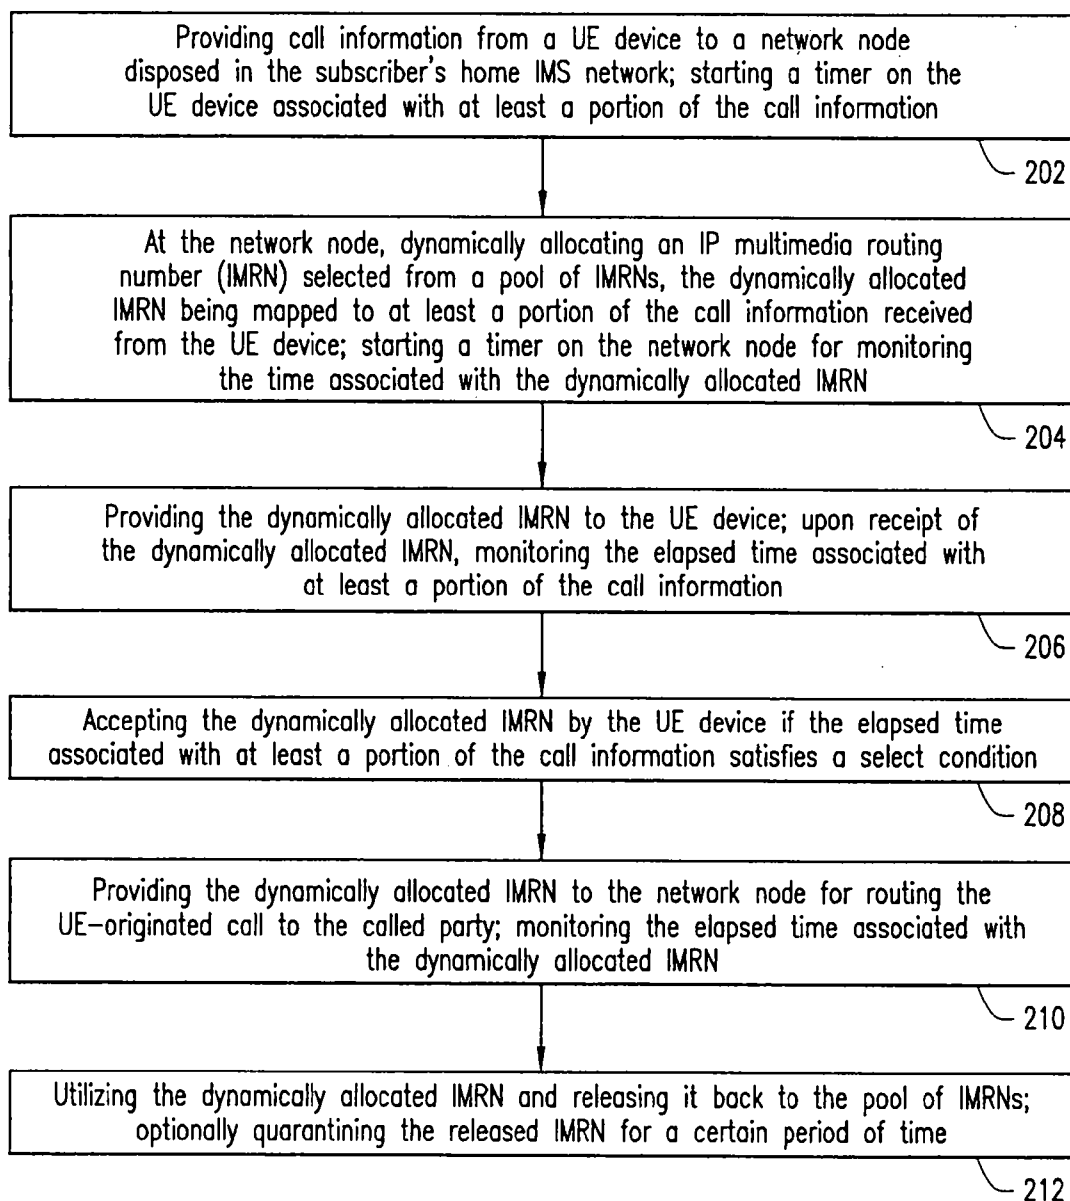 Providing call information from a UE device to a network node
disposed in the subscriber's home IMS network; starting a timer on the
UE device associated with at least a portion of the call information
202
At the network node, dynamically allocating an IP multimedia routing
number (IMRN) selected from a pool of IMRNs, the dynamically allocated
IMRN being mapped to at least a portion of the call information received
from the UE device; starting a timer on the network node for monitoring
the time associated with the dynamically allocated IMRN
204
Providing the dynamically allocated IMRN to the UE device; upon receipt of
the dynamically allocated IMRN, monitoring the elapsed time associated with
at least a portion of the call information
206
Accepting the dynamically allocated IMRN by the UE device if the elapsed time
associated with at least a portion of the call information satisfies a select condition
208
Providing the dynamically allocated IMRN to the network node for routing the
UE-originated call to the called party; monitoring the elapsed time associated with
the dynamically allocated IMRN
210
Utilizing the dynamically allocated IMRN and releasing it back to the pool of IMRNs;
optionally quarantining the released IMRN for a certain period of time
212